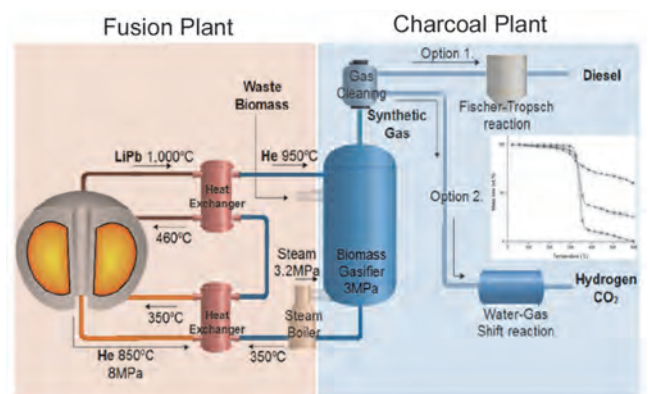 Fusion Plant
Charcoal Plant
Option 1.
Gas
Cleaning
Diesel
Waste
Biomass
Fischer-Tropsch
reaction
Synthetic
Gas
LiPb 1,000℃
He 950℃
Heat
Exchanger
Option 2.
460℃
Steam
3.2MPa
Biomass
Gasifier
3MPa
Temperature
Hydrogen
CO₂
350℃
Heat
Exchanger
Steam
Boiler
Water-Gas
Shift reaction
He 850℃
8MPa
350℃